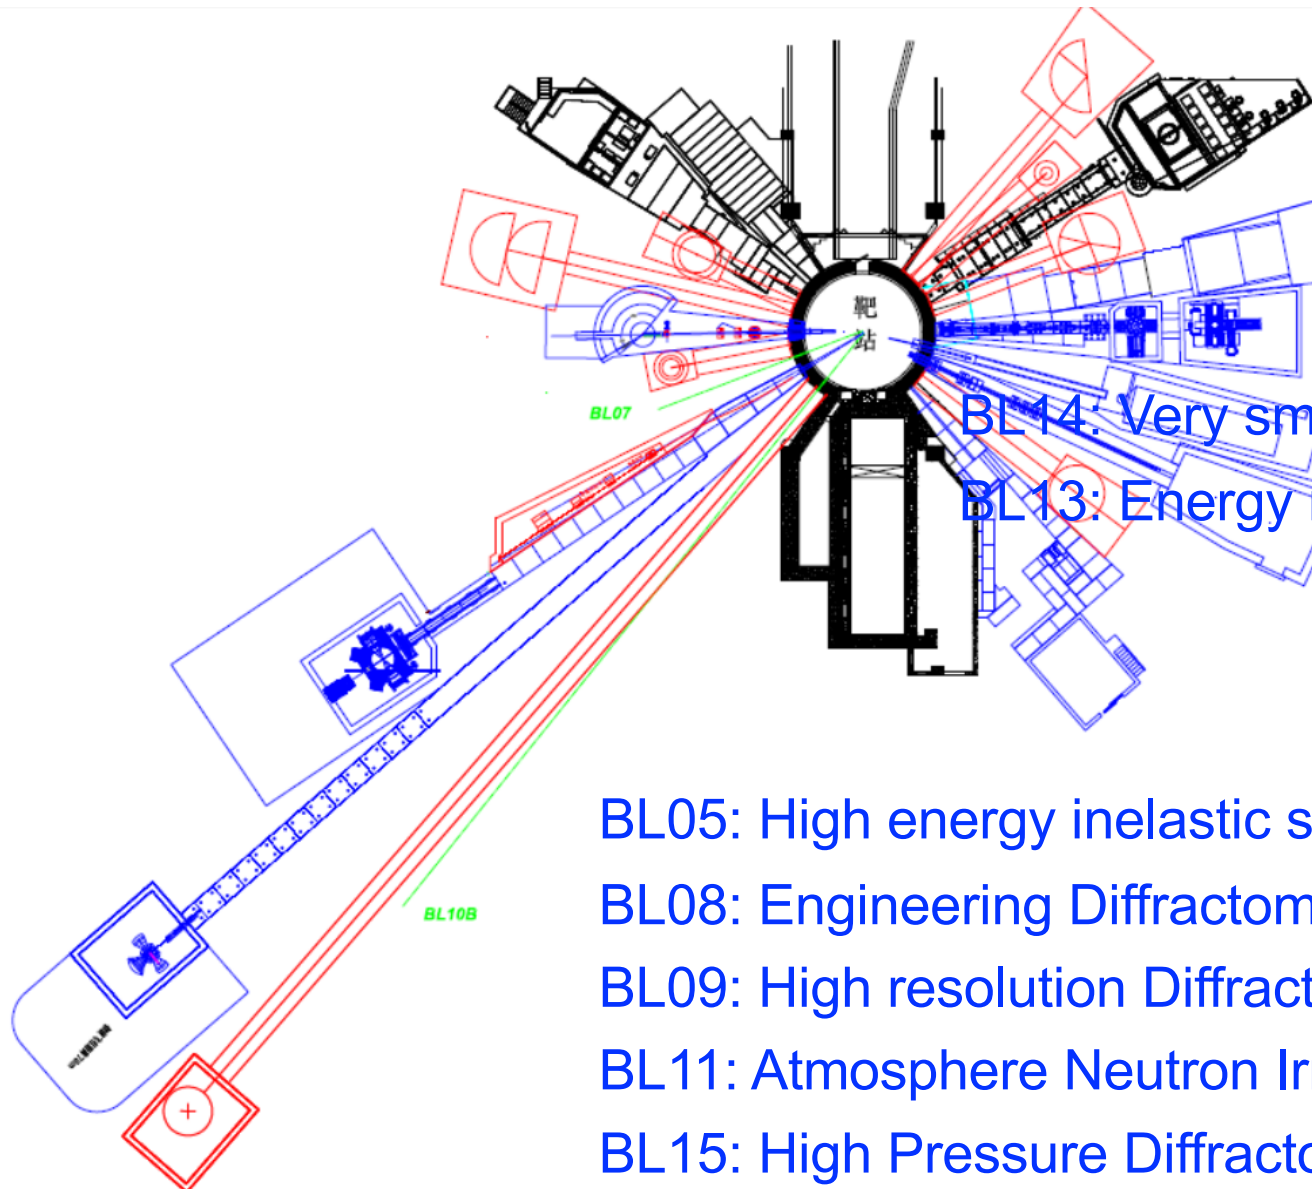 靶
站
BL07
BL14: Very sm
BL13: Energy
BL05: High energy inelastic s
BL08: Engineering Diffractom
BL10B
BL09: High resolution Diffract
BL11: Atmosphere Neutron Ir
BL15: High Pressure Diffracto